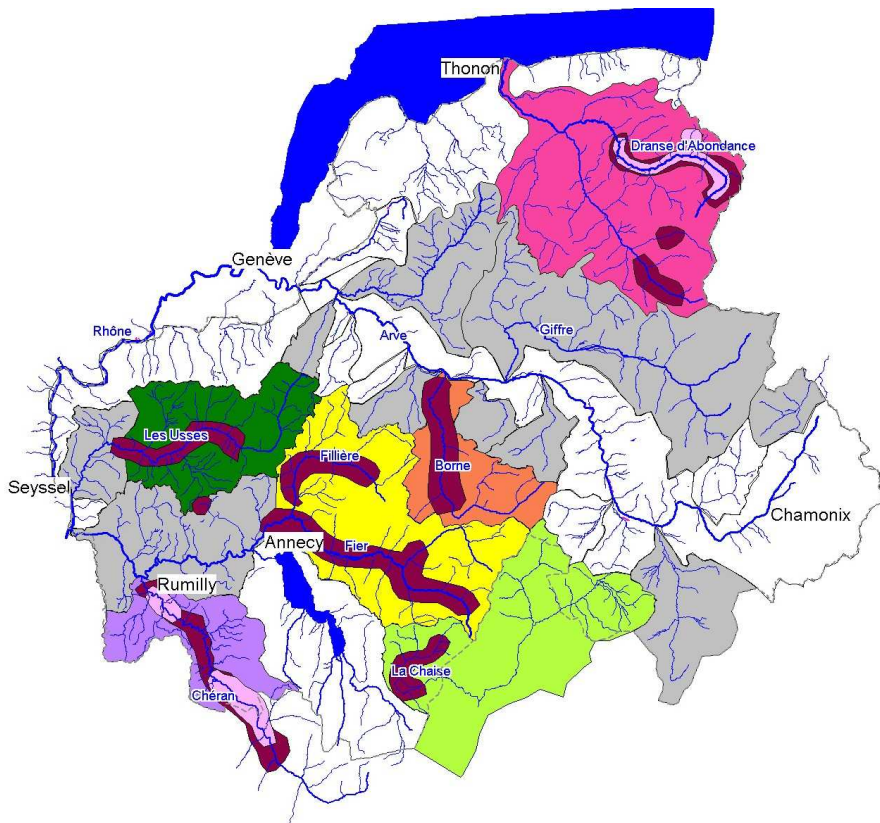 Thonon
Dranse d'Abondance
Genève
Rhône
Arve
Giffre
Les Usses
Fillière
Borne
Seyssel
Chamonix
Annecy
Fier
Rumilly
La Chaise
Chéran